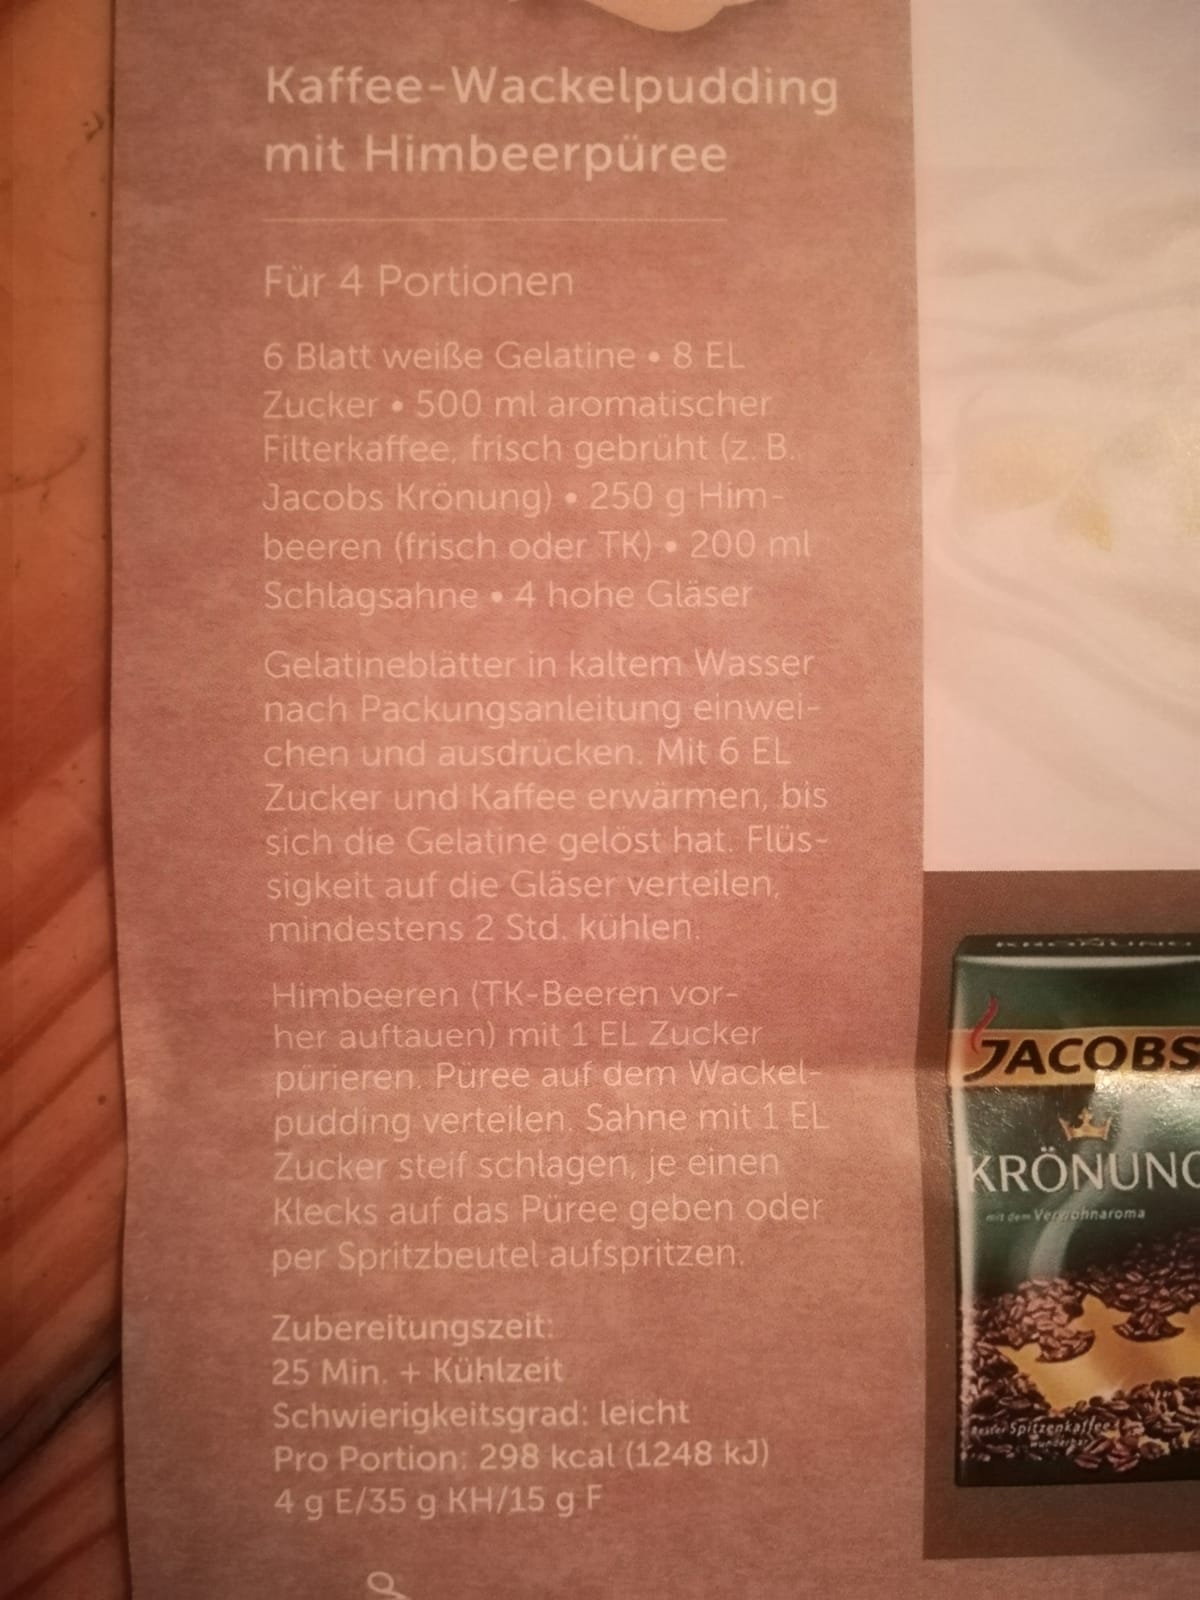 Kaffee-Wackelpudding
mit Himbeerpüree
Für 4 Portionen
6 Blatt weiße Gelatine • 8 EL
Zucker • 500 ml aromatischer
Filterkaffee, frisch gebrüht (z. B.
Jacobs Krönung) • 250 g Him-
beeren (frisch oder TK) • 200 ml
Schlagsahne • 4 hohe Gläser
Gelatineblätter in kaltem Wasser
nach Packungsanleitung einwei-
chen und ausdrücken. Mit 6 EL
Zucker und Kaffee erwärmen, bis
sich die Gelatine gelöst hat. Flüs-
sigkeit auf die Gläser verteilen,
mindestens 2 Std. kühlen.
Himbeeren (TK-Beeren vor-
her auftauen) mit 1 EL Zucker
pürieren. Püree auf dem Wackel-
pudding verteilen. Sahne mit 1 EL
Zucker steif schlagen, je einen
Klecks auf das Püree geben oder
per Spritzbeutel aufspritzen.
Zubereitungszeit:
25 Min. + Kühlzeit
Schwierigkeitsgrad: leicht
Pro Portion: 298 kcal (1248 kJ)
4 g E/35 g KH/15 g F
KRÖNUNG
JACOBS
KRÖNUNG
mit dem Verwöhnaroma
Spitzenkaffee